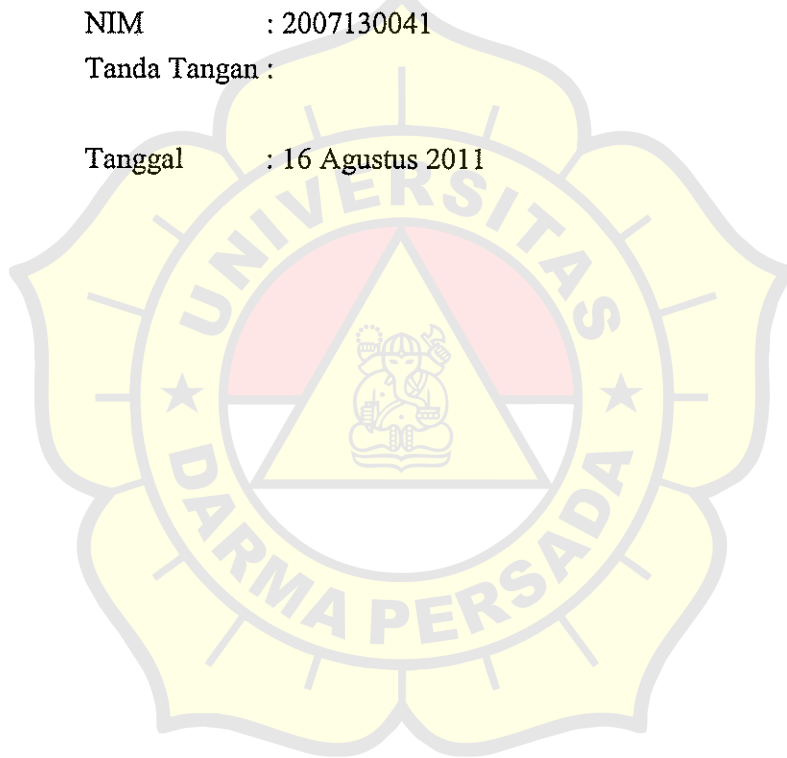 NIM : 2007130041
Tanda Tangan :
Tanggal : 16 Agustus 2011
UNIVERSITAS
DARMA PERSADA